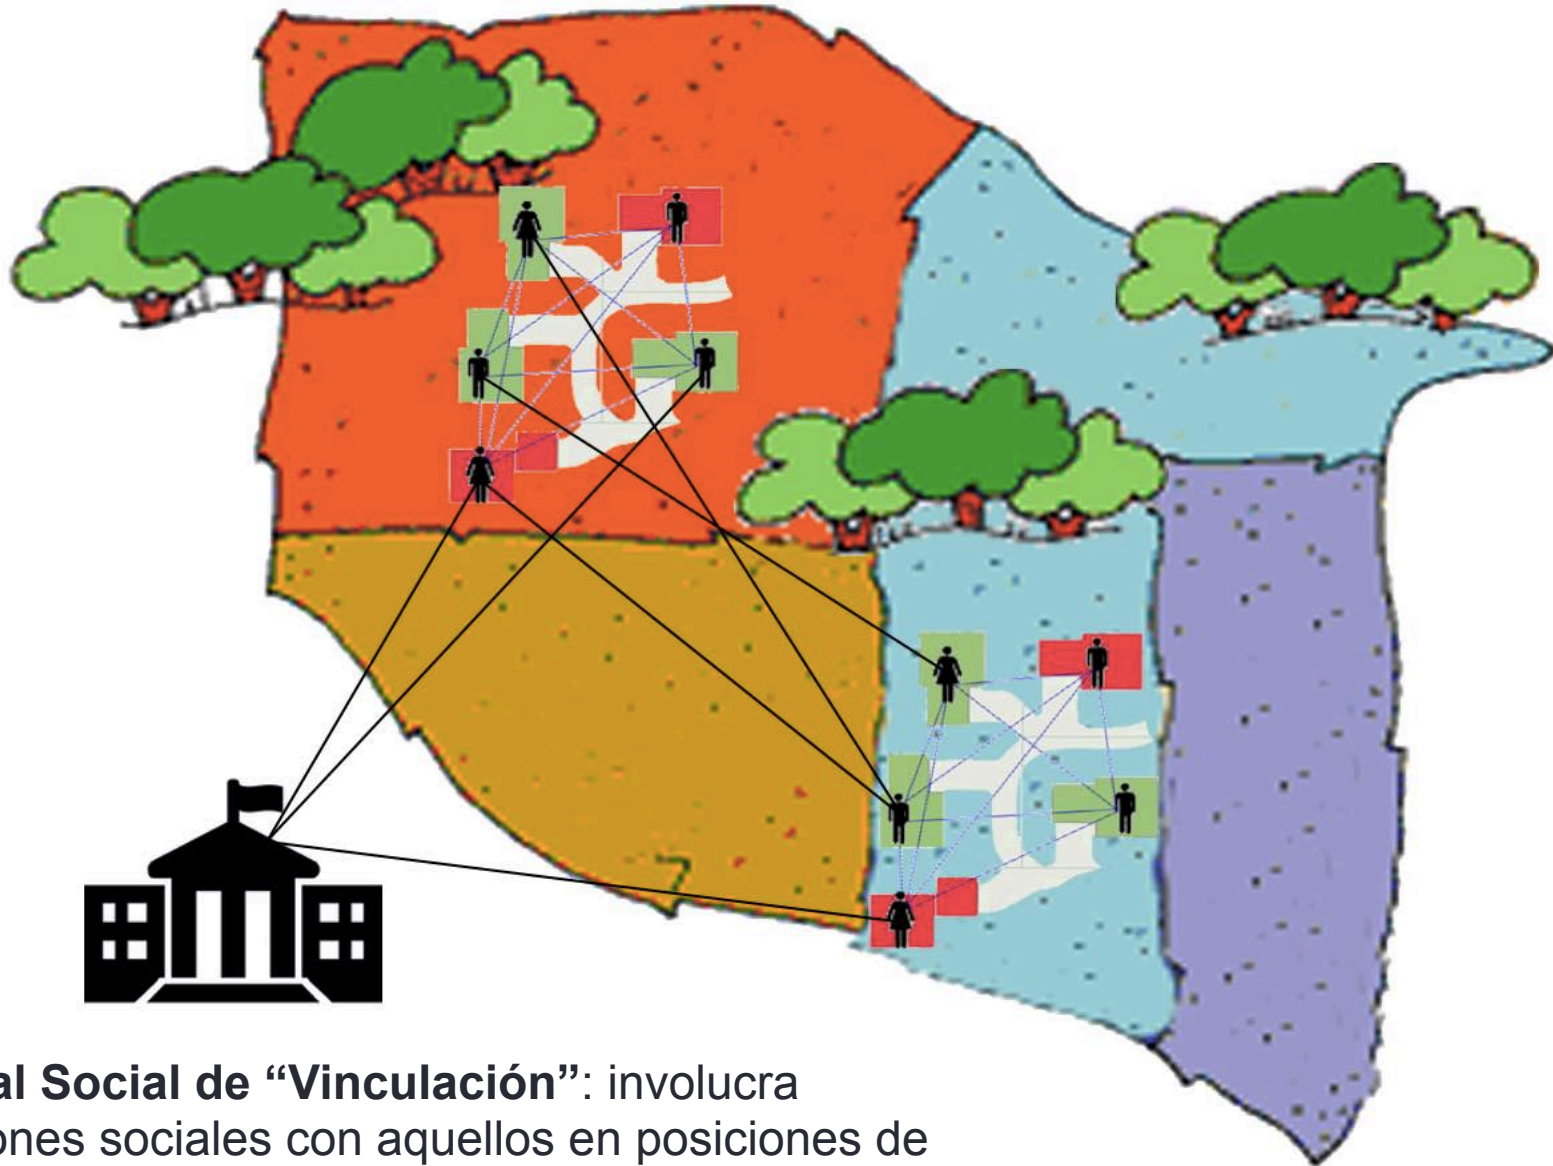 al Social de “Vinculación”: involucra
ones sociales con aquellos en posiciones de